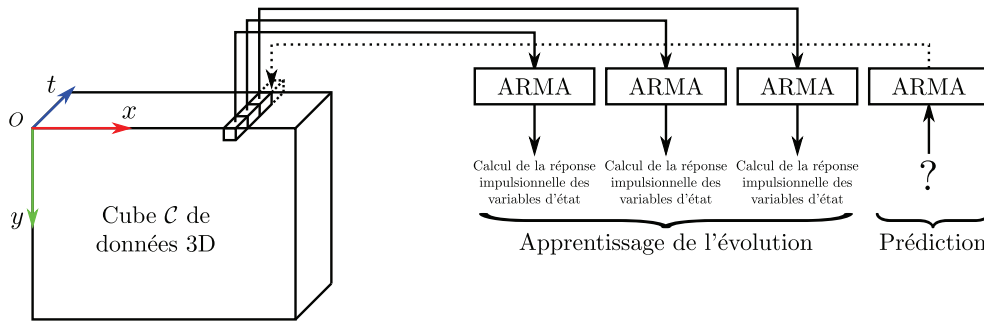 t
O
x
y
Cube C de
données 3D
ARMA
ARMA
ARMA
ARMA
Calcul de la réponse
impulsionnelle des
variables d'état
Calcul de la réponse
impulsionnelle des
variables d'état
Calcul de la réponse
impulsionnelle des
variables d'état
?
Apprentissage de l'évolution
Prédiction